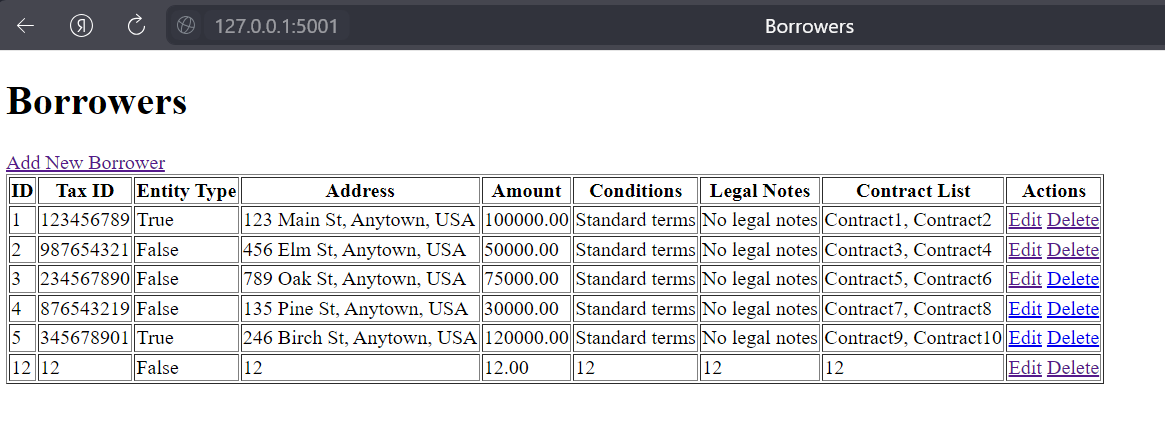 Я 127.0.0.1:5001 Borrowers
Borrowers
Add New Borrower
ID Tax ID Entity Type Address Amount Conditions Legal Notes Contract List Actions
1 123456789 True 123 Main St, Anytown, USA 100000.00 Standard terms No legal notes Contract1, Contract2 Edit Delete
2 987654321 False 456 Elm St, Anytown, USA 50000.00 Standard terms No legal notes Contract3, Contract4 Edit Delete
3 234567890 False 789 Oak St, Anytown, USA 75000.00 Standard terms No legal notes Contract5, Contract6 Edit Delete
4 876543219 False 135 Pine St, Anytown, USA 30000.00 Standard terms No legal notes Contract7, Contract8 Edit Delete
5 345678901 True 246 Birch St, Anytown, USA 120000.00 Standard terms No legal notes Contract9, Contract10 Edit Delete
12 12 False 12 12.00 12 12 12 Edit Delete